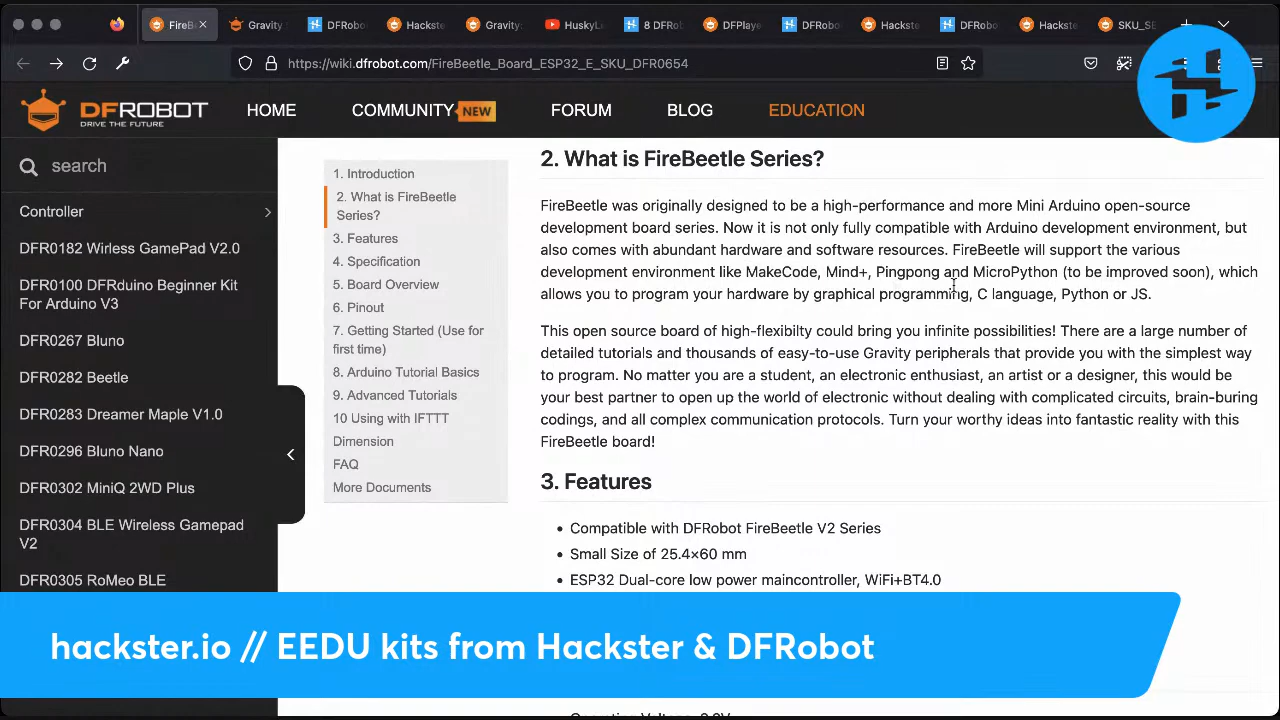 FireB
Gravity:
DFRob
Hackste
Gravity:
HuskyLe
8 DFRo
DFPlaye
DFRob
Hackste
DFRob
Hackste
SKU_SE
https://wiki.dfrobot.com/FireBeetle_Board_ESP32_E_SKU_DFR0654
DFROBOT
DRIVE THE FUTURE
HOME
COMMUNITY NEW
FORUM
BLOG
EDUCATION
search
Controller
DFR0182 Wirless GamePad V2.0
DFR0100 DFRduino Beginner Kit
For Arduino V3
DFR0267 Bluno
DFR0282 Beetle
DFR0283 Dreamer Maple V1.0
DFR0296 Bluno Nano
DFR0302 MiniQ 2WD Plus
DFR0304 BLE Wireless Gamepad
V2
DFR0305 RoMeo BLE
1. Introduction
2. What is FireBeetle
Series?
3. Features
4. Specification
5. Board Overview
6. Pinout
7. Getting Started (Use for
first time)
8. Arduino Tutorial Basics
9. Advanced Tutorials
10 Using with IFTTT
Dimension
FAQ
More Documents
2. What is FireBeetle Series?
FireBeetle was originally designed to be a high-performance and more Mini Arduino open-source
development board series. Now it is not only fully compatible with Arduino development environment, but
also comes with abundant hardware and software resources. FireBeetle will support the various
development environment like MakeCode, Mind+, Pingpong and MicroPython (to be improved soon), which
allows you to program your hardware by graphical programming, C language, Python or JS.
This open source board of high-flexibilty could bring you infinite possibilities! There are a large number of
detailed tutorials and thousands of easy-to-use Gravity peripherals that provide you with the simplest way
to program. No matter you are a student, an electronic enthusiast, an artist or a designer, this would be
your best partner to open up the world of electronic without dealing with complicated circuits, brain-buring
codings, and all complex communication protocols. Turn your worthy ideas into fantastic reality with this
FireBeetle board!
3. Features
• Compatible with DFRobot FireBeetle V2 Series
• Small Size of 25.4×60 mm
• ESP32 Dual-core low power maincontroller, WiFi+BT4.0
hackster.io // EEDU kits from Hackster & DFRobot